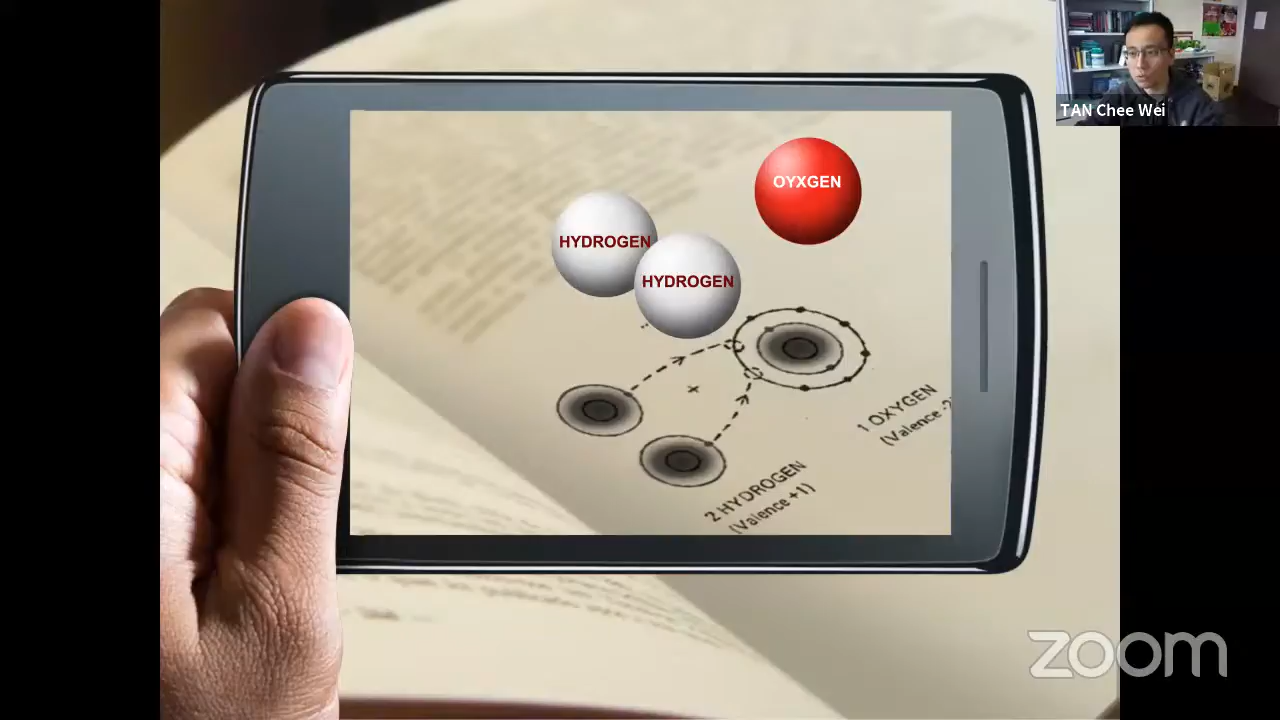 TAN Chee Wei
OYXGEN
HYDROGEN
HYDROGEN
1 OXYGEN
(Valence -2
2 HYDROGEN
(Valence +1)
zoom